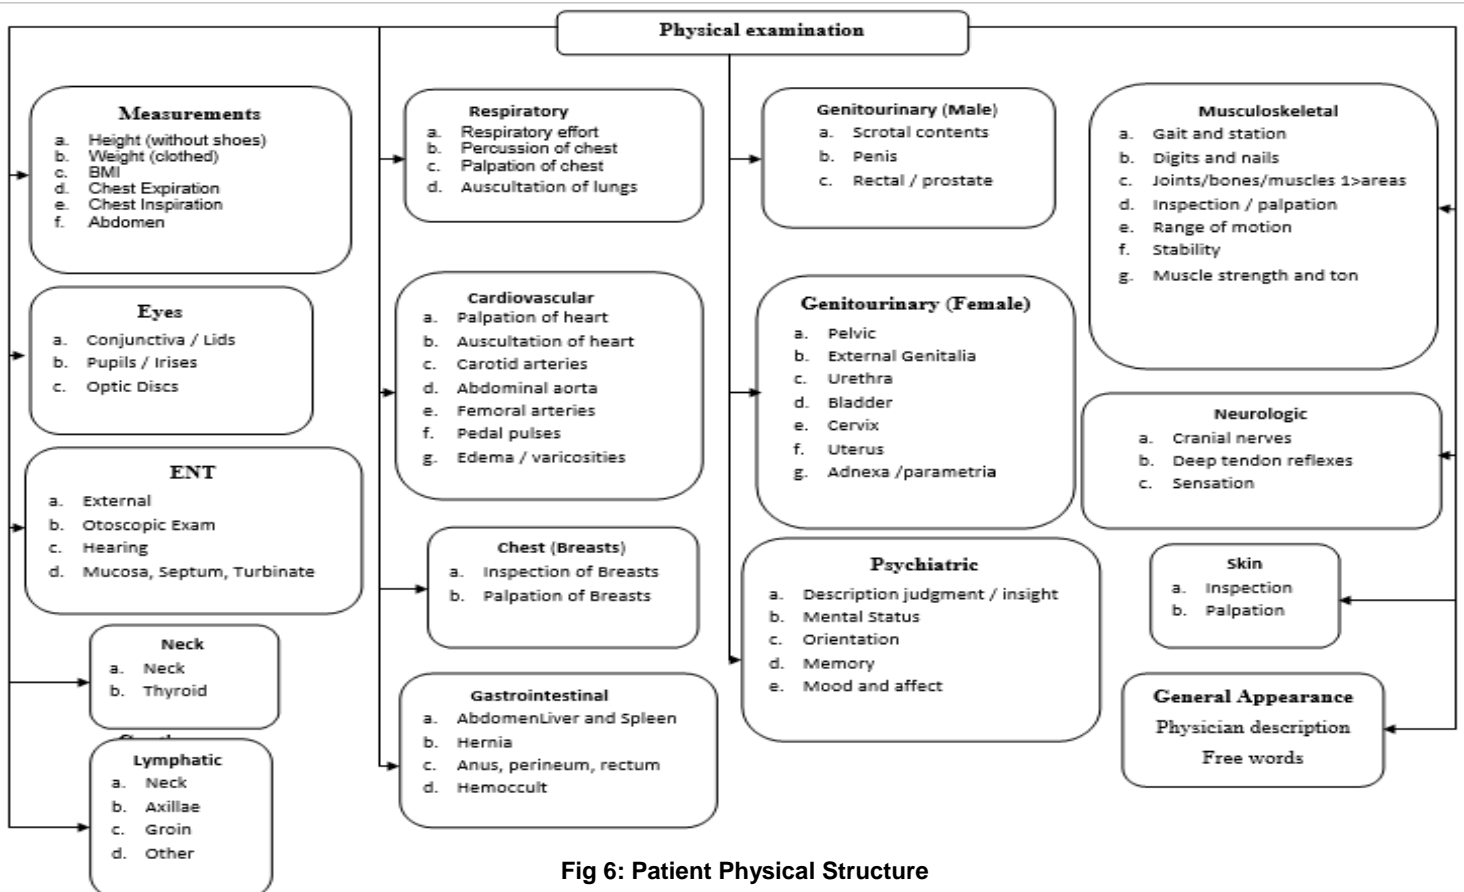 Physical examination
Measurements
a. Height (without shoes)
b. Weight (clothed)
c. BMI
d. Chest Expiration
e. Chest Inspiration
f. Abdomen
Eyes
a. Conjunctiva / Lids
b. Pupils / Irises
c. Optic Discs
ENT
a. External
b. Otoscopic Exam
c. Hearing
d. Mucosa, Septum, Turbinate
Neck
a. Neck
b. Thyroid
Lymphatic
a. Neck
b. Axillae
c. Groin
d. Other
Respiratory
a. Respiratory effort
b. Percussion of chest
c. Palpation of chest
d. Auscultation of lungs
Cardiovascular
a. Palpation of heart
b. Auscultation of heart
c. Carotid arteries
d. Abdominal aorta
e. Femoral arteries
f. Pedal pulses
g. Edema / varicosities
Chest (Breasts)
a. Inspection of Breasts
b. Palpation of Breasts
Gastrointestinal
a. AbdomenLiver and Spleen
b. Hernia
c. Anus, perineum, rectum
d. Hemoccult
Genitourinary (Male)
a. Scrotal contents
b. Penis
c. Rectal / prostate
Genitourinary (Female)
a. Pelvic
b. External Genitalia
c. Urethra
d. Bladder
e. Cervix
f. Uterus
g. Adnexa /parametria
Psychiatric
a. Description judgment / insight
b. Mental Status
c. Orientation
d. Memory
e. Mood and affect
Musculoskeletal
a. Gait and station
b. Digits and nails
c. Joints/bones/muscles 1>areas
d. Inspection / palpation
e. Range of motion
f. Stability
g. Muscle strength and ton
Neurologic
a. Cranial nerves
b. Deep tendon reflexes
c. Sensation
Skin
a. Inspection
b. Palpation
General Appearance
Physician description
Free words
Fig 6: Patient Physical Structure